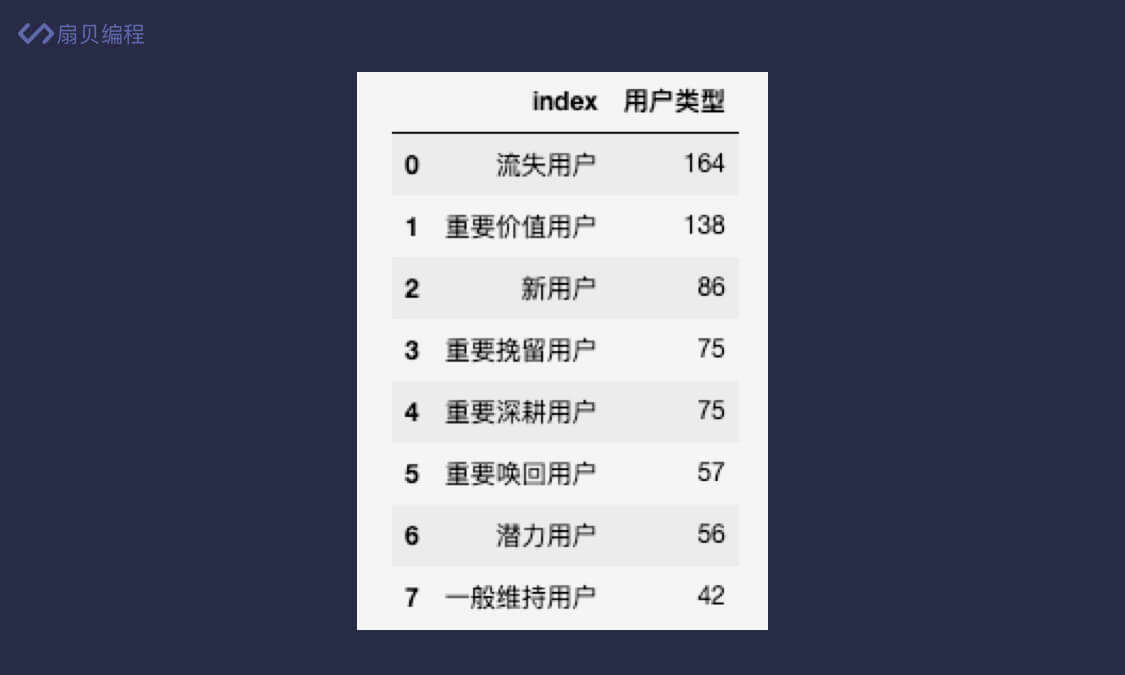 扇贝编程
index 用户类型
0 流失用户 164
1 重要价值用户 138
2 新用户 86
3 重要挽留用户 75
4 重要深耕用户 75
5 重要唤回用户 57
6 潜力用户 56
7 一般维持用户 42